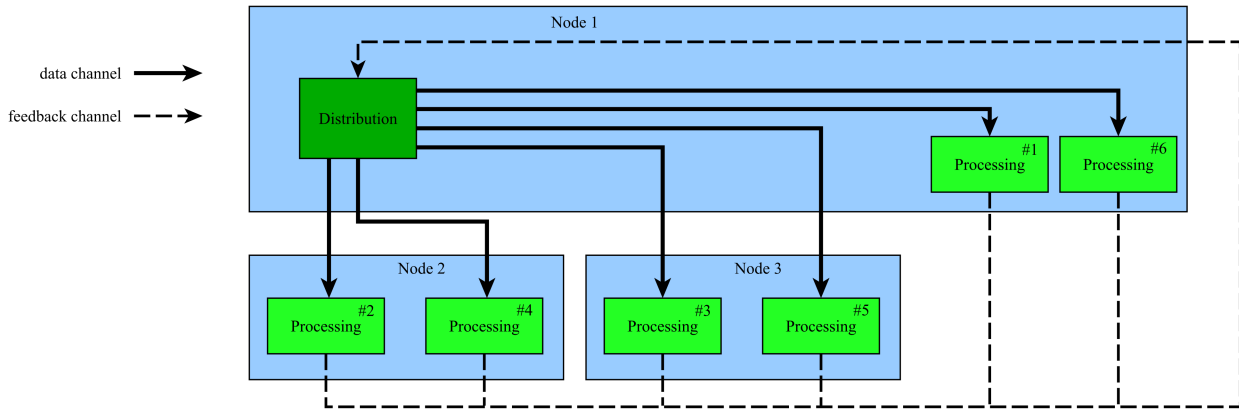 Node 1
data channel
feedback channel
Distribution
#1
Processing
#6
Processing
Node 2
Node 3
#2
Processing
#4
Processing
#3
Processing
#5
Processing